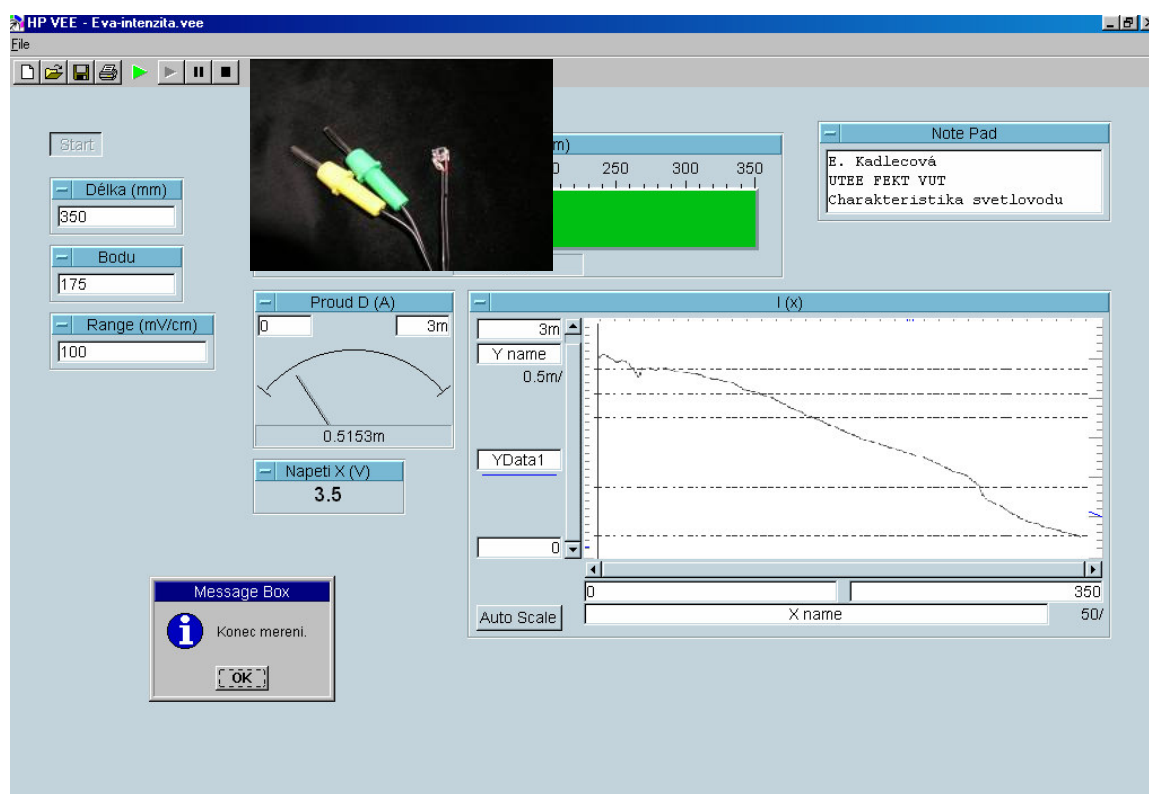 HP VEE - Eva-intenzita.vee
File
Start
m)
250 300 350
Note Pad
E. Kadlecová
UTEE FEKT VUT
Charakteristika svetlovodu
Délka (mm)
350
Bodu
175
Range (mV/cm)
100
Proud D (A)
0 3m
0.5153m
Napeti X (V)
3.5
I (x)
3m
Y name
0.5m/
YData1
0
0 350
Auto Scale X name 50/
Message Box
Konec mereni.
OK